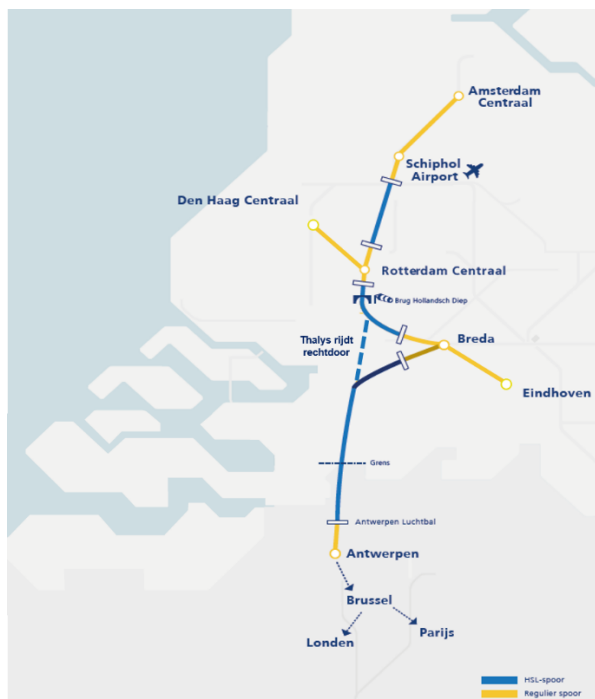 Amsterdam
Centraal
Schiphol
Airport
Den Haag Centraal
Rotterdam Centraal
Brug Hollandsch Diep
Thalys rijdt
rechtdoor
Breda
Eindhoven
Grens
Antwerpen Luchtbal
Antwerpen
Brussel
Londen
Parijs
HSL-spoor
Regulier spoor